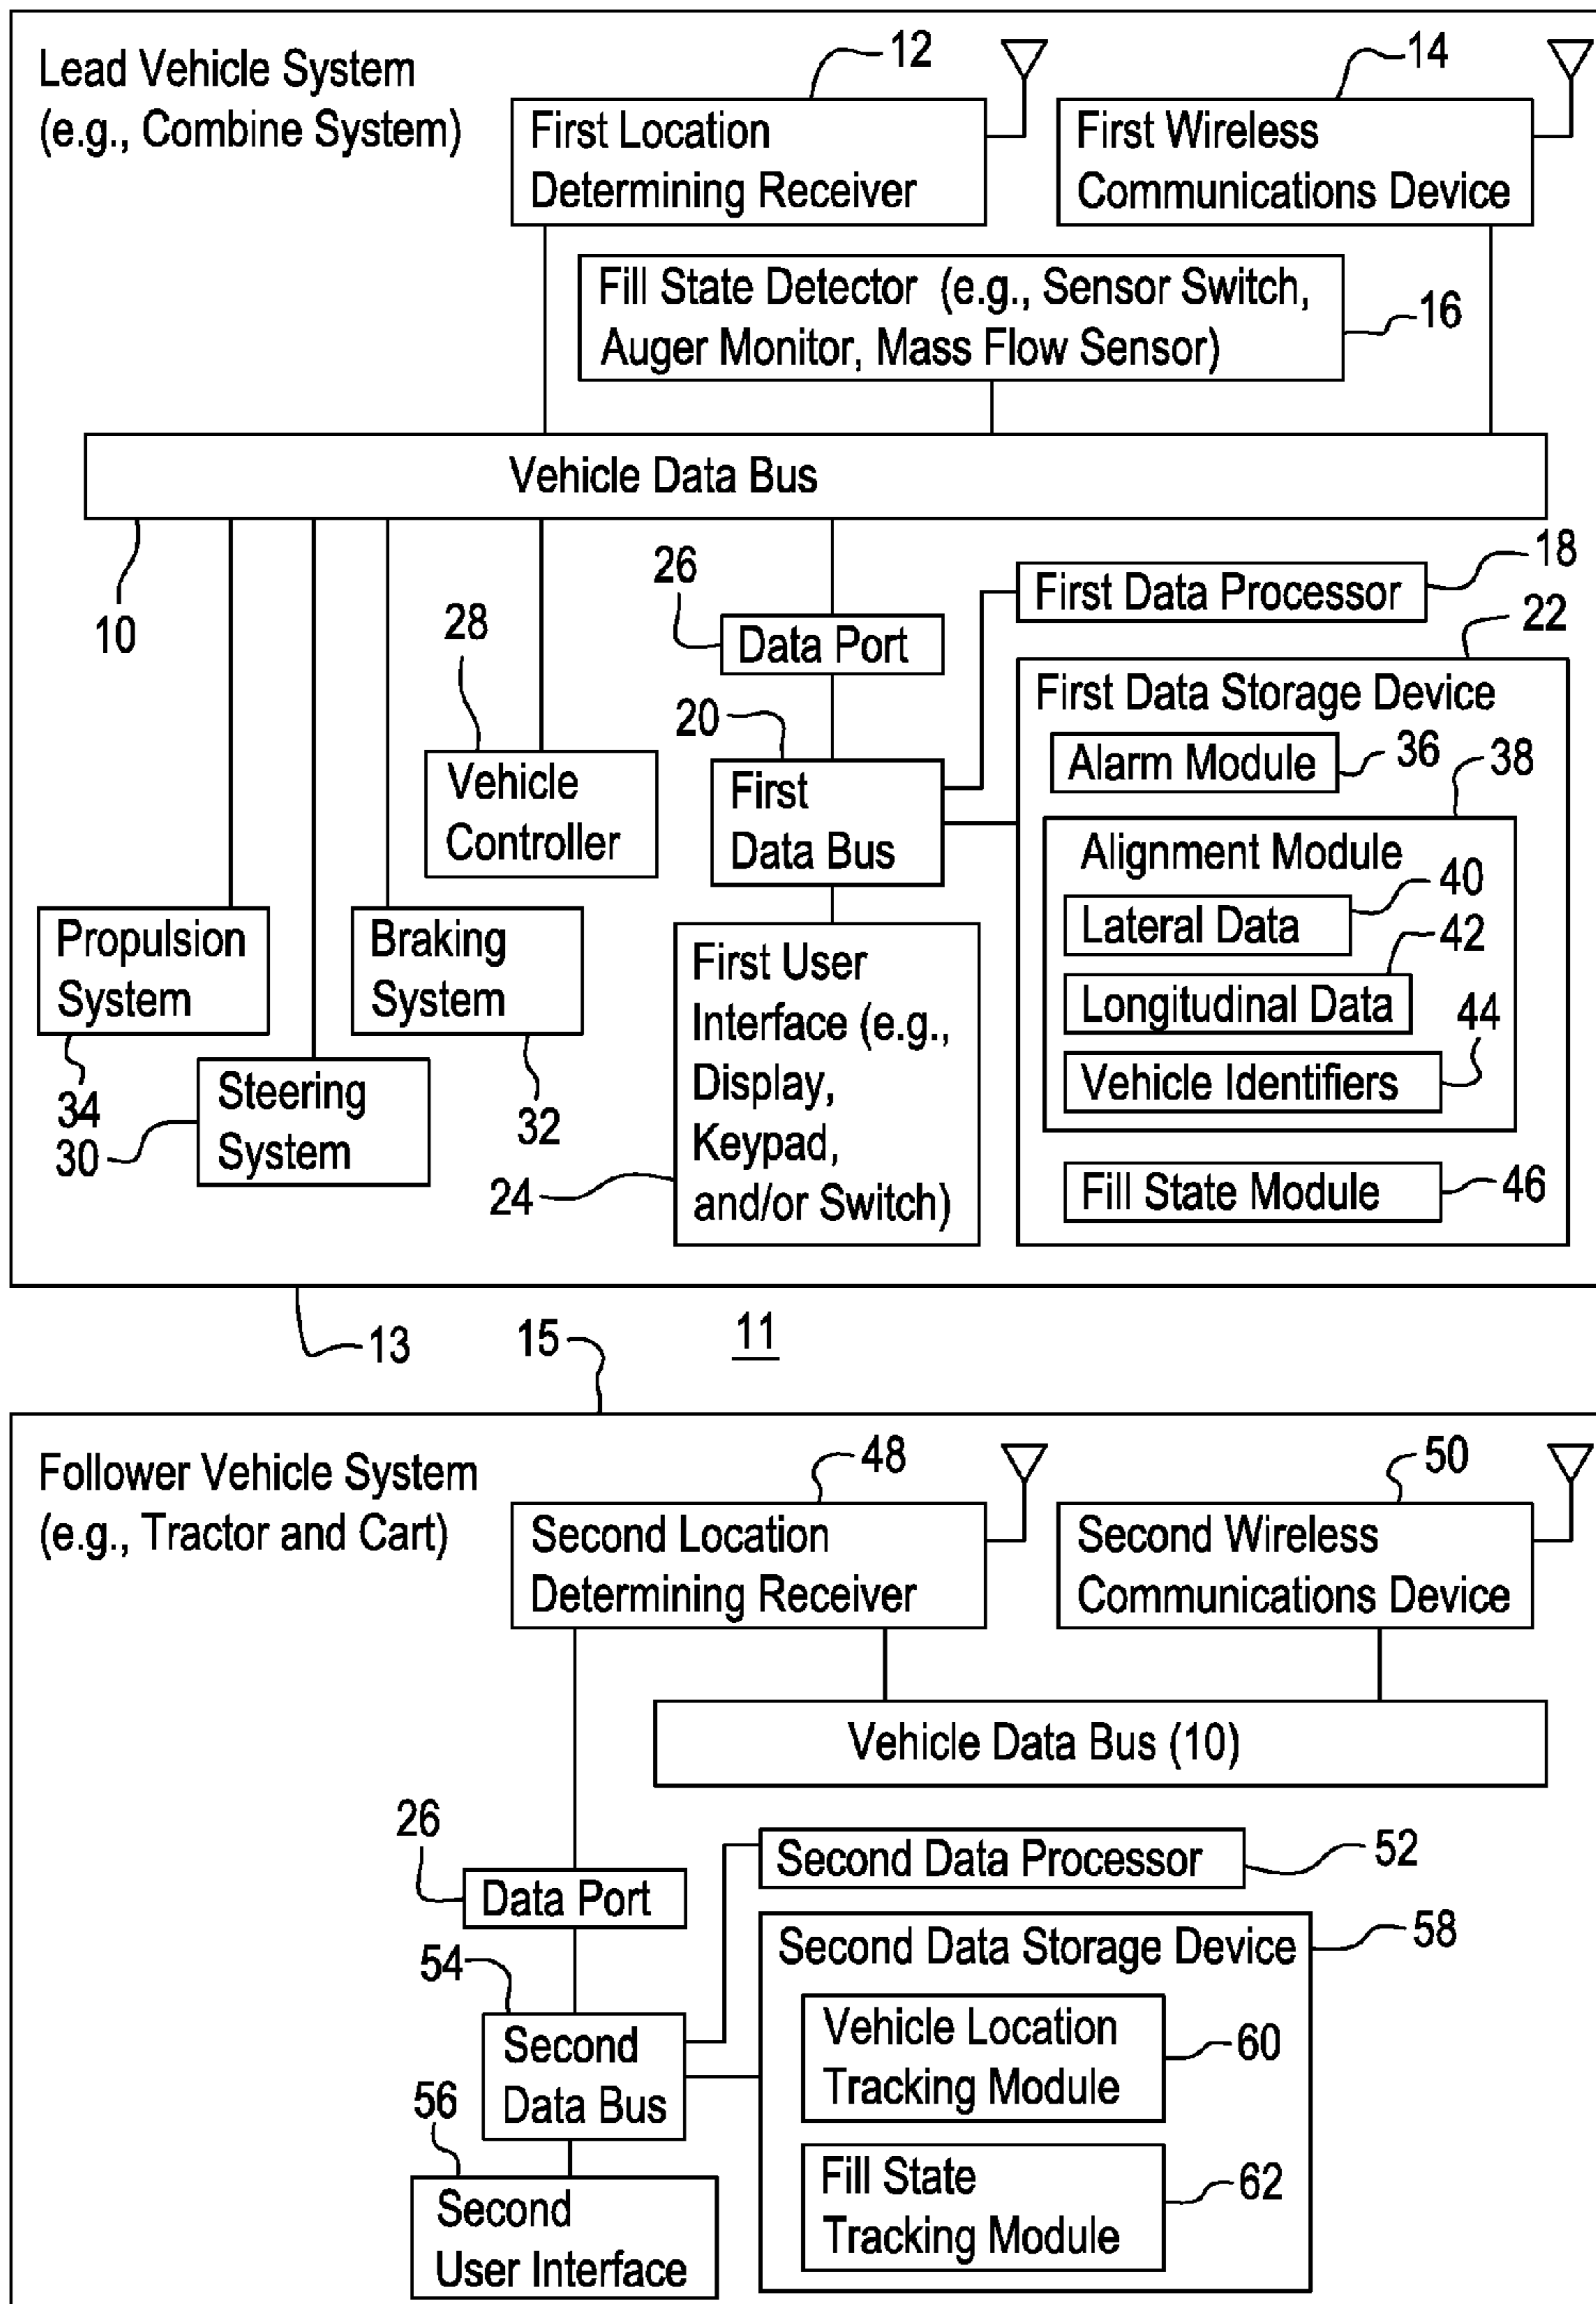 Lead Vehicle System
(e.g., Combine System)
12
14
First Location
Determining Receiver
First Wireless
Communications Device
Fill State Detector (e.g., Sensor Switch,
Auger Monitor, Mass Flow Sensor)
16
Vehicle Data Bus
10
26
Data Port
18
First Data Processor
28
Vehicle
Controller
20
First
Data Bus
22
First Data Storage Device
Alarm Module
36
38
Alignment Module
40
Lateral Data
42
Longitudinal Data
44
Vehicle Identifiers
Fill State Module
46
Propulsion
System
34
Braking
System
32
Steering
System
30
First User
Interface (e.g.,
Display,
Keypad,
and/or Switch)
24
13
15
11
Follower Vehicle System
(e.g., Tractor and Cart)
48
50
Second Location
Determining Receiver
Second Wireless
Communications Device
Vehicle Data Bus (10)
26
Data Port
Second Data Processor
52
54
Second
Data Bus
Second Data Storage Device
58
Vehicle Location
Tracking Module
60
56
Second
User Interface
Fill State
Tracking Module
62